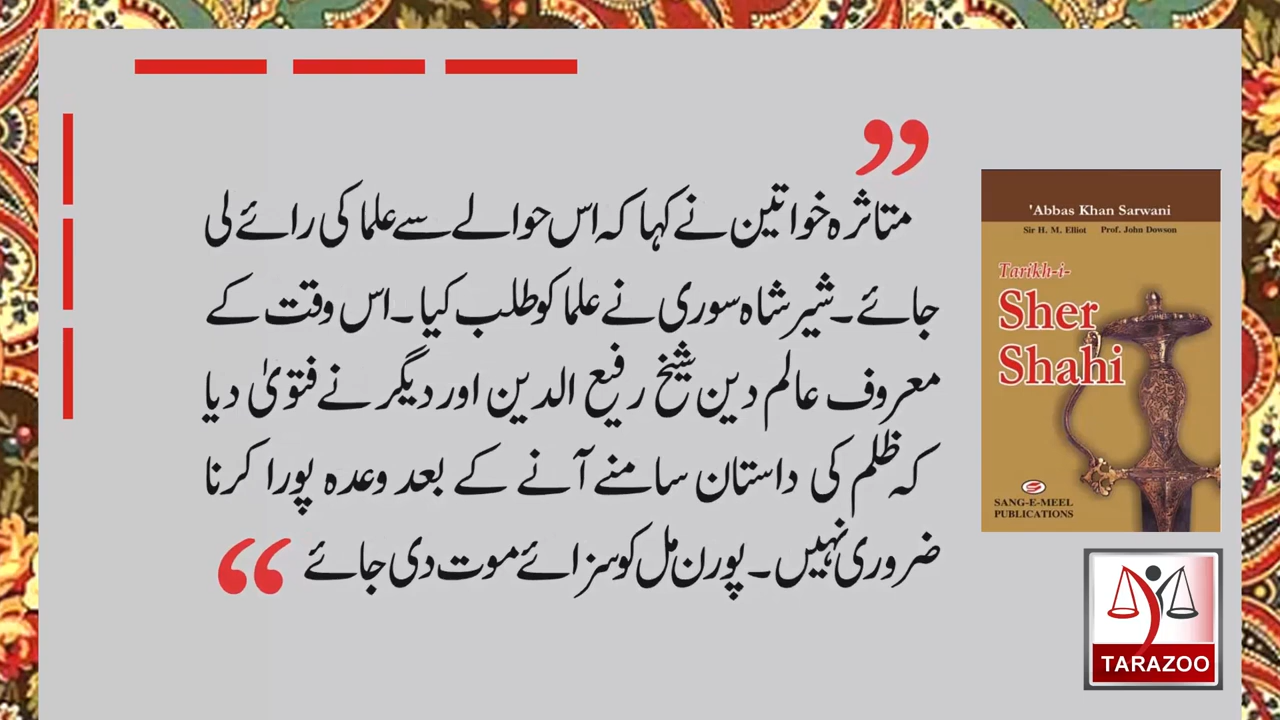 ”
متاثرہ خواتین نے کہا کہ اس حوالے سے علما کی رائے لی
جائے۔ شیر شاہ سوری نے علما کو طلب کیا۔ اس وقت کے
معروف عالم دین شیخ رفیع الدین اور دیگر نے فتویٰ دیا
کہ ظلم کی داستان سامنے آنے کے بعد وعدہ پورا کرنا
ضروری نہیں۔ پورن مل کو سزائے موت دی جائے “
'Abbas Khan Sarwani
Sir H. M. Elliot Prof. John Dowson
Tarikh-i-
Sher
Shahi
SANG-E-MEEL
PUBLICATIONS
TARAZOO